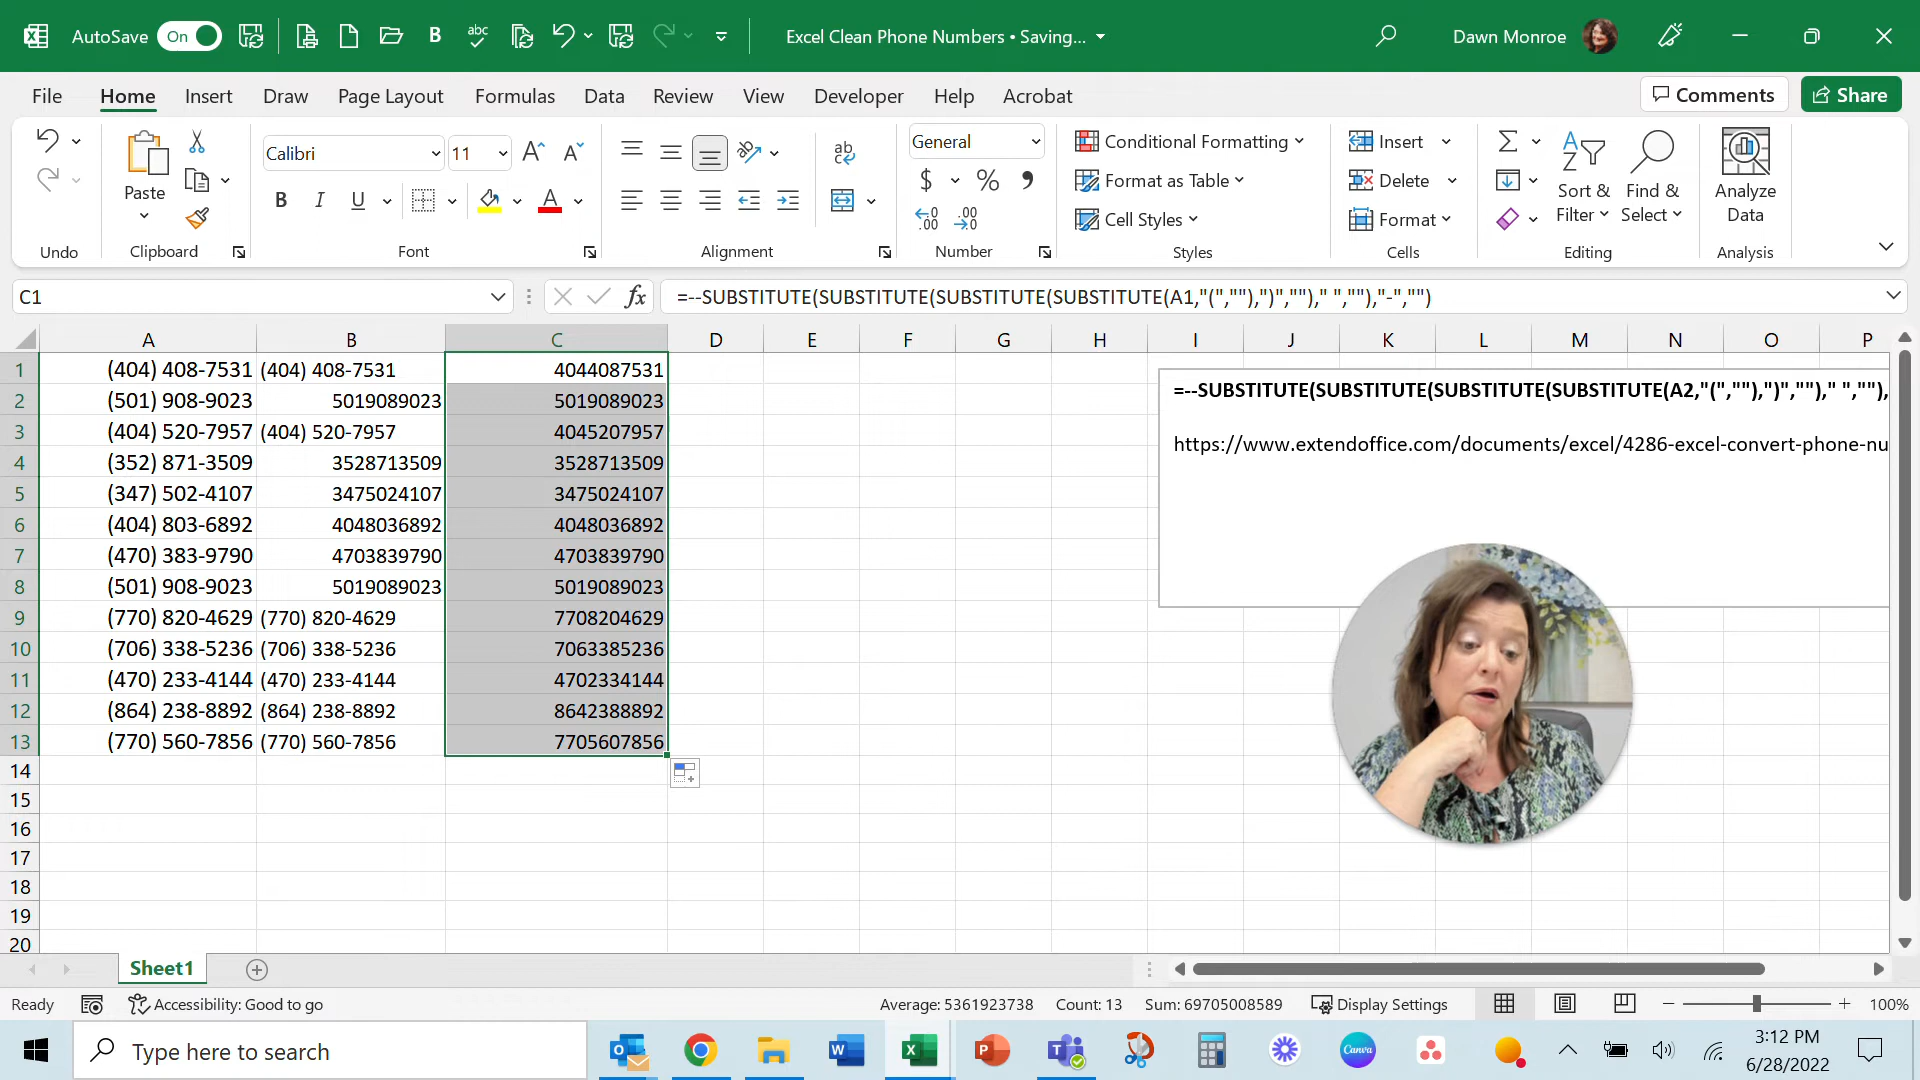 AutoSave On B abc Excel Clean Phone Numbers • Saving... Dawn Monroe
File Home Insert Draw Page Layout Formulas Data Review View Developer Help Acrobat Comments Share
Calibri 11 A A ab General Conditional Formatting Insert
Paste B I U A $ % , Format as Table Delete Sort & Filter Find & Select Analyze Data
Cell Styles Format
Undo Clipboard Font Alignment Number Styles Cells Editing Analysis
C1 fx =--SUBSTITUTE(SUBSTITUTE(SUBSTITUTE(SUBSTITUTE(A1,"(",""),")","")," ",""),"-","")
A B C D E F G H I J K L M N O P
1 (404) 408-7531 (404) 408-7531 4044087531
=--SUBSTITUTE(SUBSTITUTE(SUBSTITUTE(SUBSTITUTE(A2,"(",""),")","")," ",""),
2 (501) 908-9023 5019089023 5019089023
3 (404) 520-7957 (404) 520-7957 4045207957
https://www.extendoffice.com/documents/excel/4286-excel-convert-phone-nu
4 (352) 871-3509 3528713509 3528713509
5 (347) 502-4107 3475024107 3475024107
6 (404) 803-6892 4048036892 4048036892
7 (470) 383-9790 4703839790 4703839790
8 (501) 908-9023 5019089023 5019089023
9 (770) 820-4629 (770) 820-4629 7708204629
10 (706) 338-5236 (706) 338-5236 7063385236
11 (470) 233-4144 (470) 233-4144 4702334144
12 (864) 238-8892 (864) 238-8892 8642388892
13 (770) 560-7856 (770) 560-7856 7705607856
14
15
16
17
18
19
20
Sheet1
Ready Accessibility: Good to go Average: 5361923738 Count: 13 Sum: 69705008589 Display Settings 100%
Type here to search Canva 3:12 PM
6/28/2022